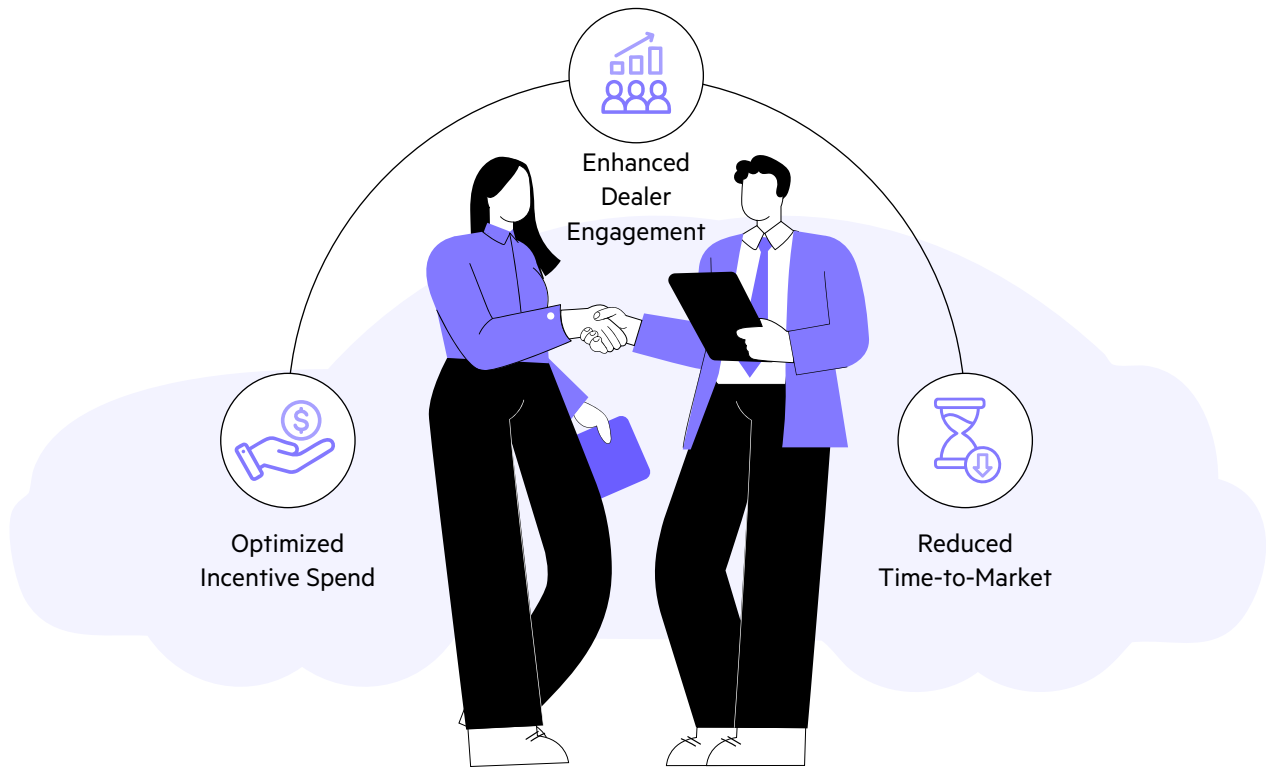 Enhanced
Dealer
Engagement
$
Optimized
Incentive Spend
Reduced
Time-to-Market